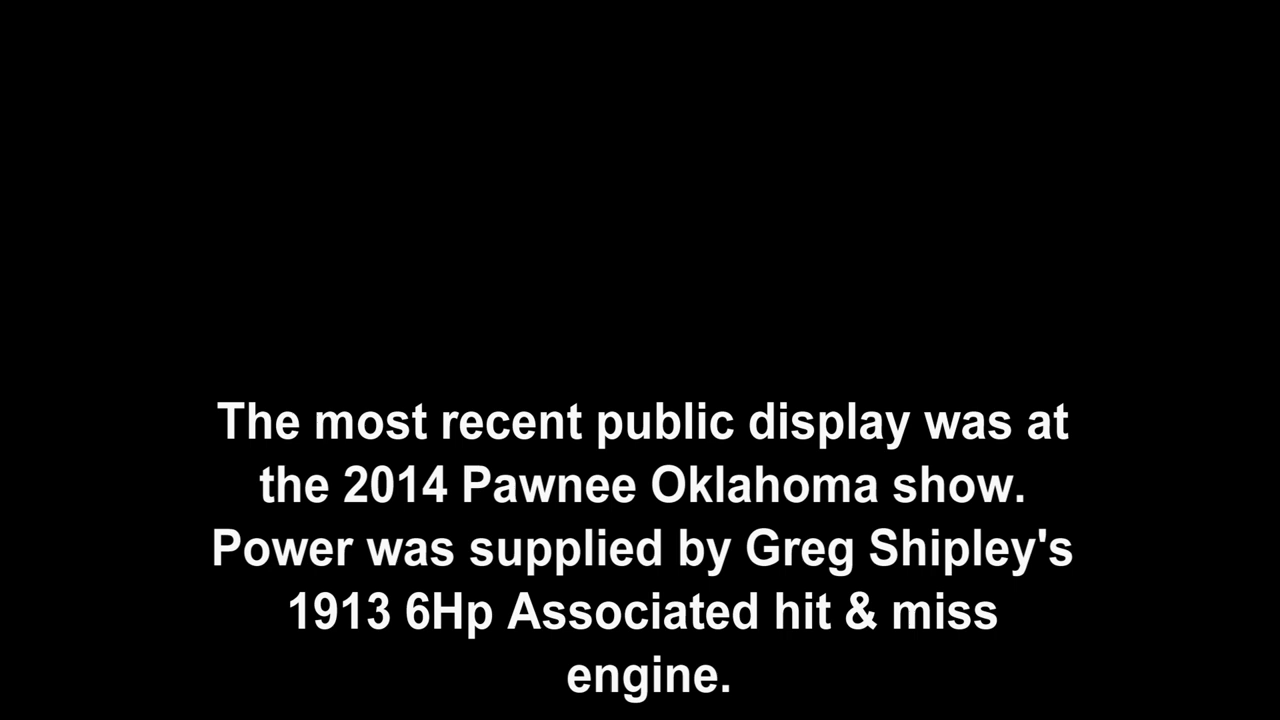 The most recent public display was at
the 2014 Pawnee Oklahoma show.
Power was supplied by Greg Shipley's
1913 6Hp Associated hit & miss
engine.